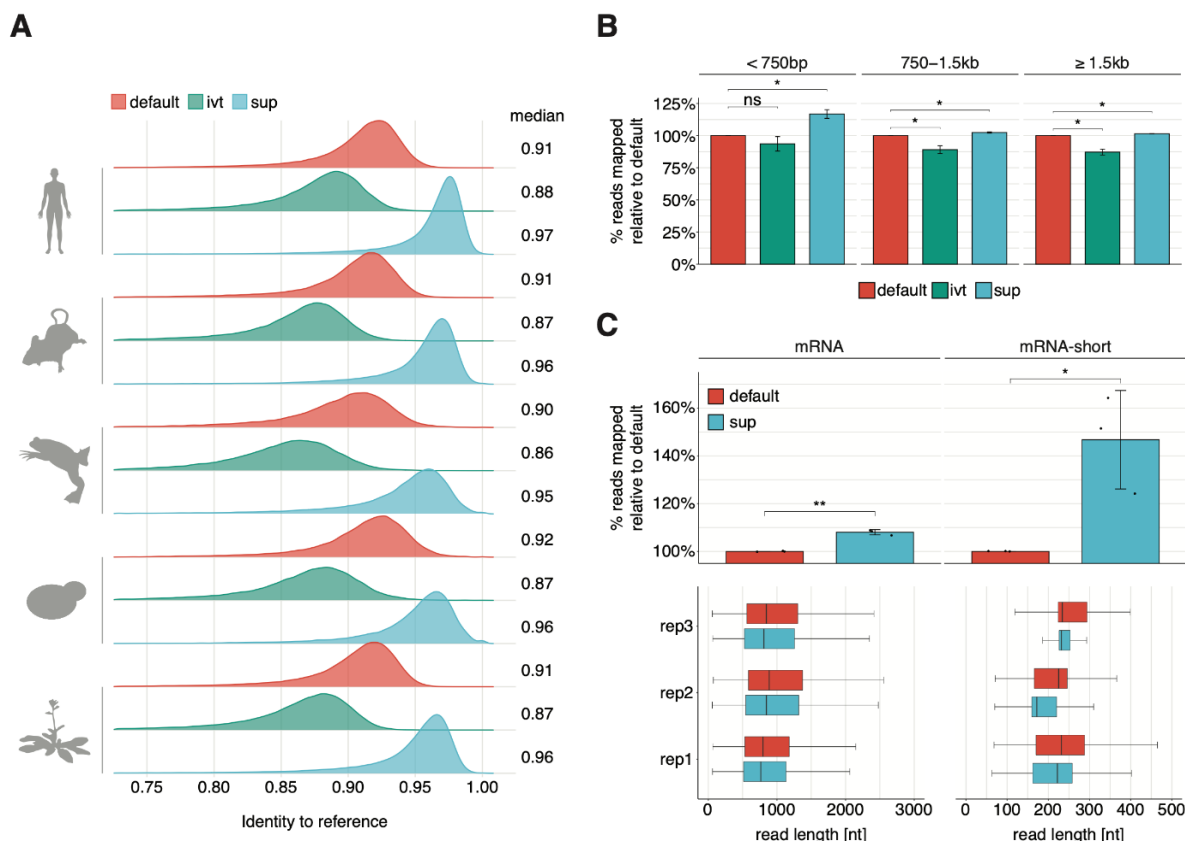 A
default ivt sup
median
0.91
0.88
0.97
0.91
0.87
0.96
0.90
0.86
0.95
0.92
0.87
0.96
0.91
0.87
0.96
0.75 0.80 0.85 0.90 0.95 1.00
Identity to reference
B
< 750bp 750–1.5kb ≥ 1.5kb
% reads mapped
relative to default
125%
100%
75%
50%
25%
0%
ns *
* *
* *
default ivt sup
C
mRNA mRNA-short
% reads mapped
relative to default
160%
140%
120%
100%
default
sup
** *
rep3
rep2
rep1
0 1000 2000 3000
0 100 200 300 400 500
read length [nt] read length [nt]